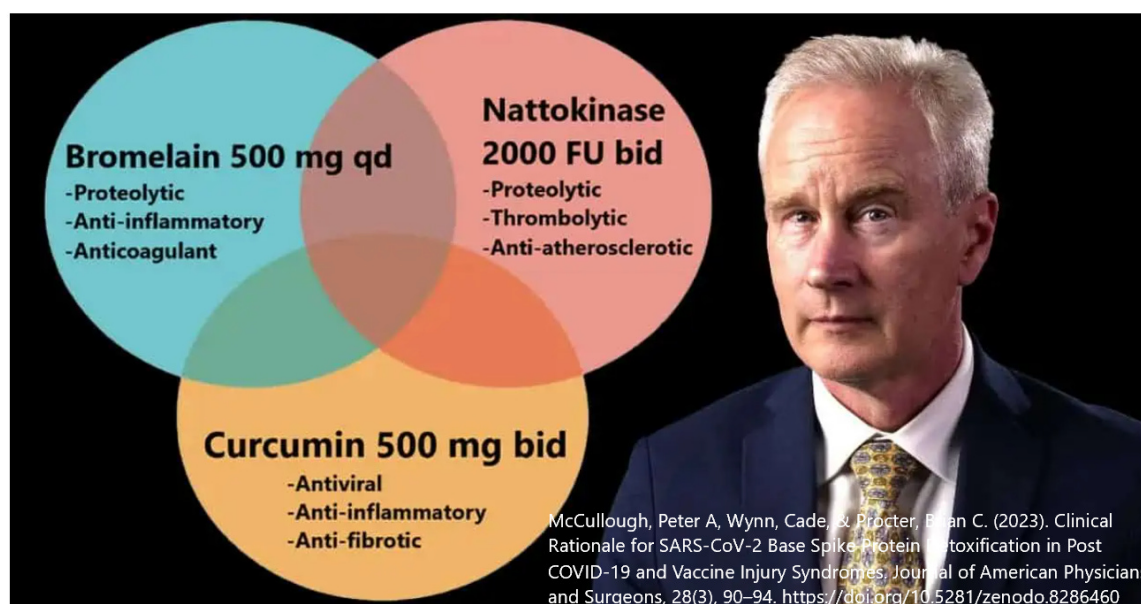 Bromelain 500 mg qd
-Proteolytic
-Anti-inflammatory
-Anticoagulant
Nattokinase
2000 FU bid
-Proteolytic
-Thrombolytic
-Anti-atherosclerotic
Curcumin 500 mg bid
-Antiviral
-Anti-inflammatory
-Anti-fibrotic
McCullough, Peter A, Wynn, Cade, & Procter, Brian C. (2023). Clinical
Rationale for SARS-CoV-2 Base Spike Protein Detoxification in Post
COVID-19 and Vaccine Injury Syndromes. Journal of American Physicians
and Surgeons, 28(3), 90–94. https://doi.org/10.5281/zenodo.8286460